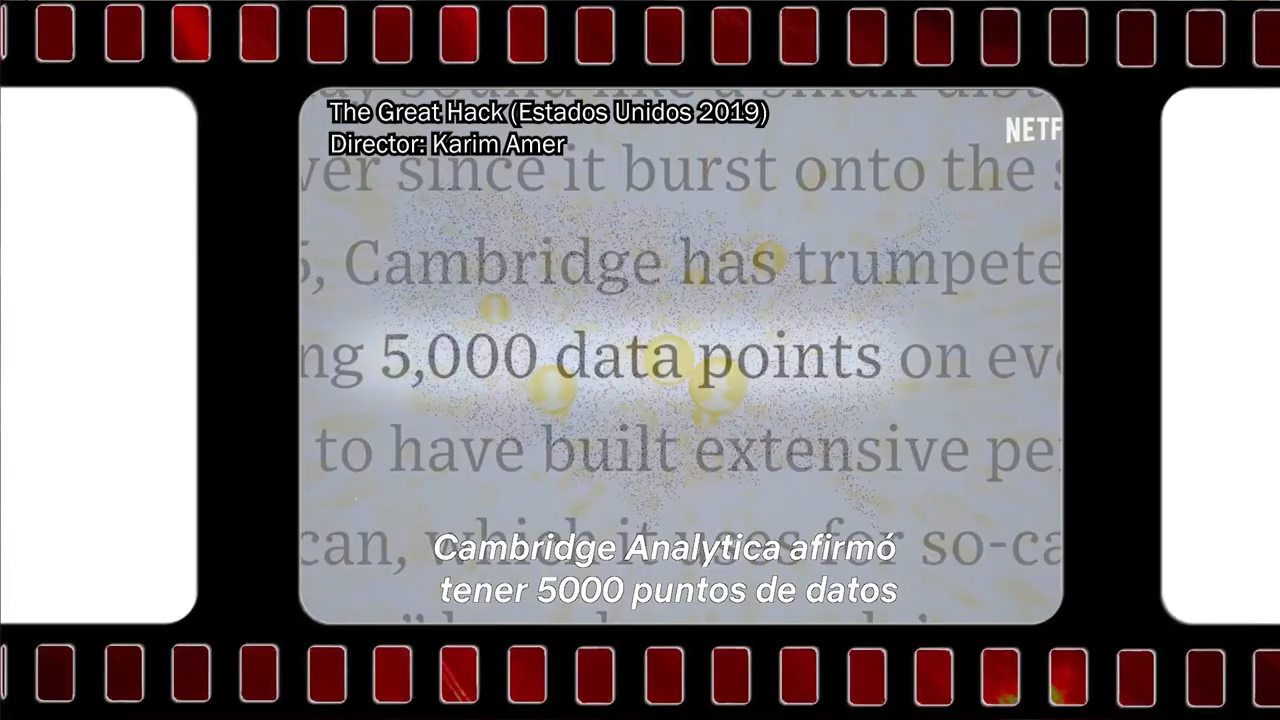 The Great Hack (Estados Unidos 2019)
Director: Karim Amer
NETF
ver since it burst onto the s
5, Cambridge has trumpete
ng 5,000 data points on eve
to have built extensive pe
can, which it uses for so-ca
Cambridge Analytica afirmó
tener 5000 puntos de datos